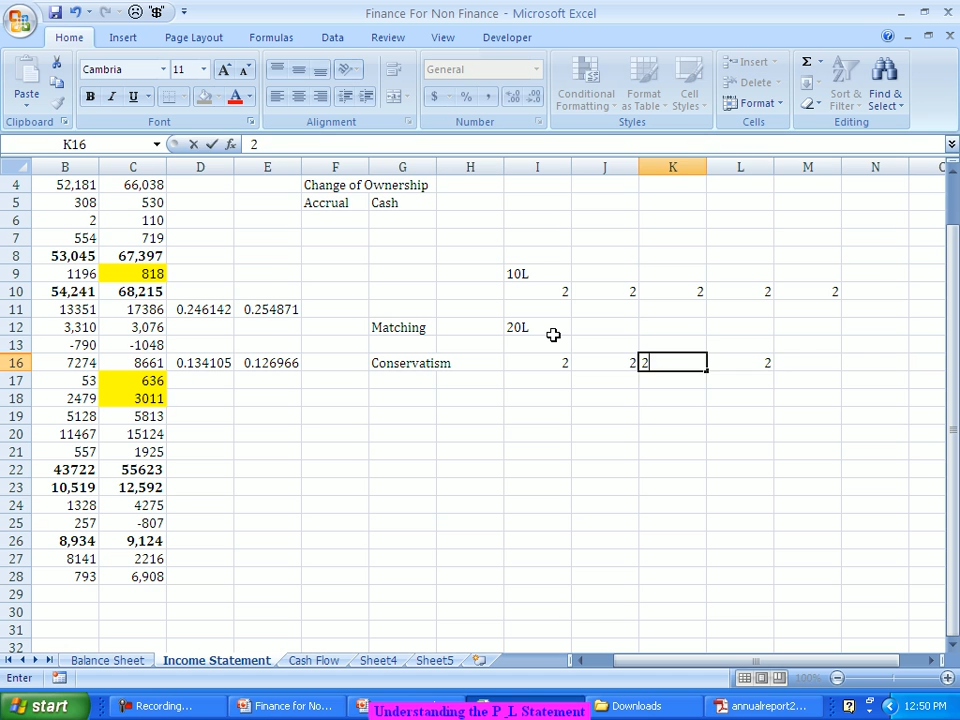 Finance For Non Finance - Microsoft Excel
Home Insert Page Layout Formulas Data Review View Developer
Paste Cambria 11 General Conditional Formatting Format as Table Cell Styles Insert Delete Format Sort & Filter Find & Select
Clipboard Font Alignment Number Styles Cells Editing
K16 2
B C D E F G H I J K L M N
4 52,181 66,038 Change of Ownership
5 308 530 Accrual Cash
6 2 110
7 554 719
8 53,045 67,397
9 1196 818 10L
10 54,241 68,215 2 2 2 2 2
11 13351 17386 0.246142 0.254871
12 3,310 3,076 Matching 20L
13 -790 -1048
16 7274 8661 0.134105 0.126966 Conservatism 2 2 2 2
17 53 636
18 2479 3011
19 5128 5813
20 11467 15124
21 557 1925
22 43722 55623
23 10,519 12,592
24 1328 4275
25 257 -807
26 8,934 9,124
27 8141 2216
28 793 6,908
29
30
31
32
Balance Sheet Income Statement Cash Flow Sheet4 Sheet5
Enter 100%
start Recording... Finance for No... Understanding the P_L Statement Downloads annualreport2... 12:50 PM